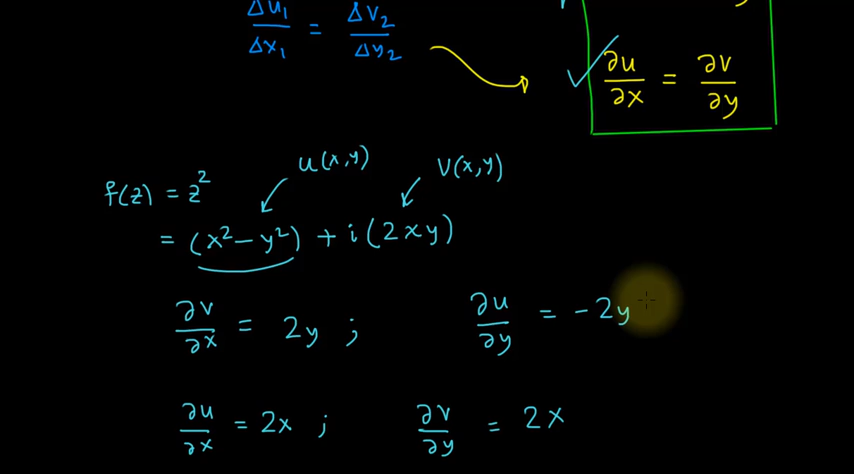 Δu₁/Δx₁ = Δv₂/Δy₂
∂u/∂x = ∂v/∂y
u(x,y) v(x,y)
f(z) = z²
= (x² − y²) + i(2xy)
∂v/∂x = 2y ; ∂u/∂y = −2y
∂u/∂x = 2x ; ∂v/∂y = 2x